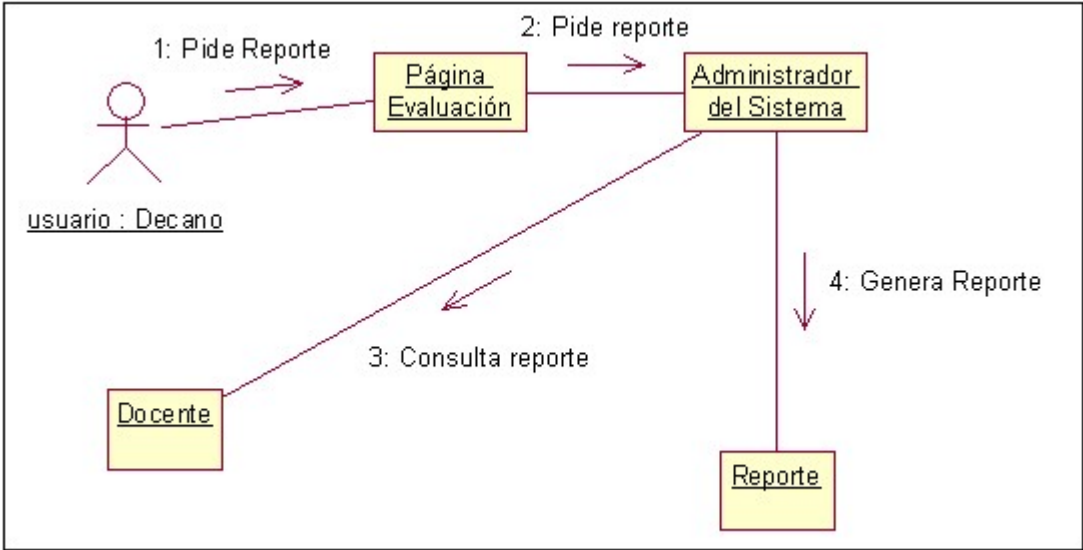 1: Pide Reporte
2: Pide reporte
Página
Evaluación
Administrador
del Sistema
usuario : Decano
4: Genera Reporte
3: Consulta reporte
Docente
Reporte